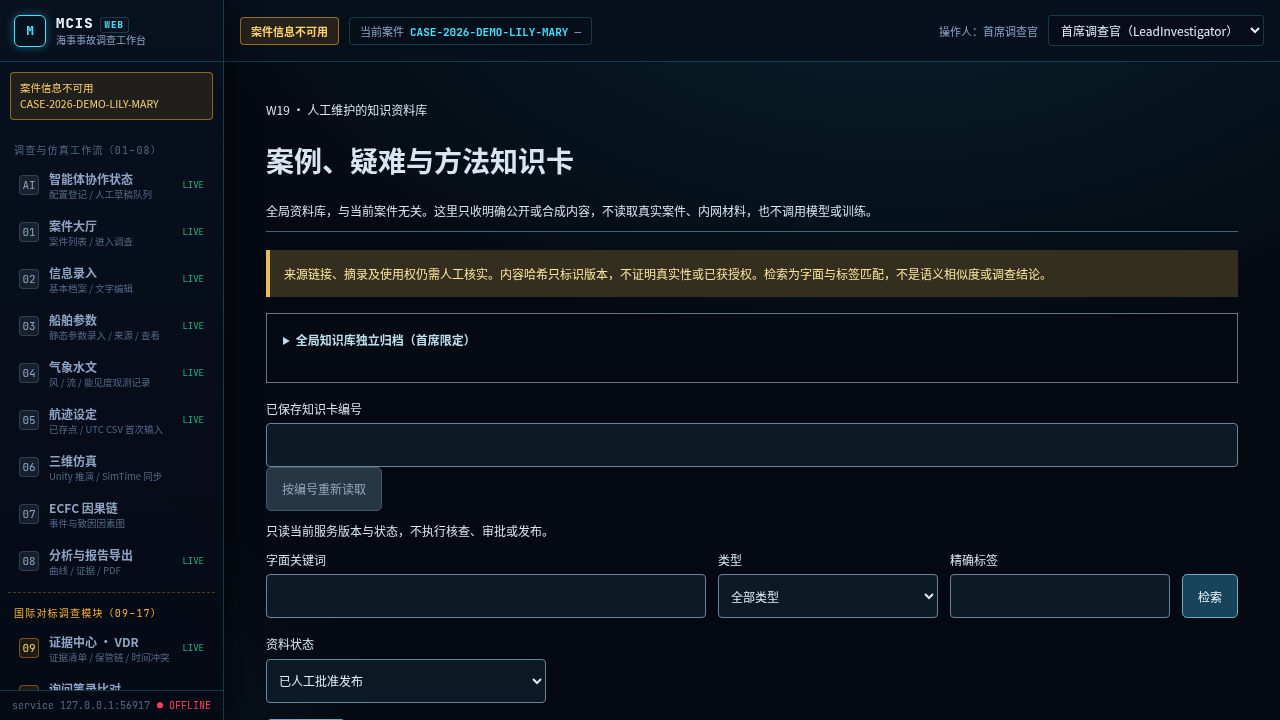 M
MCIS WEB
海事事故调查工作台
案件信息不可用
当前案件 CASE-2026-DEMO-LILY-MARY —
操作人：首席调查官
首席调查官（LeadInvestigator）
案件信息不可用
CASE-2026-DEMO-LILY-MARY
调查与仿真工作流（01–08）
AI 智能体协作状态 LIVE
配置登记 / 人工草稿队列
01 案件大厅 LIVE
案件列表 / 进入调查
02 信息录入 LIVE
基本档案 / 文字编辑
03 船舶参数 LIVE
静态参数录入 / 来源 / 查看
04 气象水文 LIVE
风 / 流 / 能见度观测记录
05 航迹设定 LIVE
已存点 / UTC CSV 首次输入
06 三维仿真
Unity 推演 / SimTime 同步
07 ECFC 因果链
事件与致因因素图
08 分析与报告导出 LIVE
曲线 / 证据 / PDF
国际对标调查模块（09–17）
09 证据中心 · VDR LIVE
证据清单 / 保管链 / 时间冲突
询问笔录比对
service 127.0.0.1:56917 ● OFFLINE
W19 · 人工维护的知识资料库
案例、疑难与方法知识卡
全局资料库，与当前案件无关。这里只收明确公开或合成内容，不读取真实案件、内网材料，也不调用模型或训练。
来源链接、摘录及使用权仍需人工核实。内容哈希只标识版本，不证明真实性或已获授权。检索为字面与标签匹配，不是语义相似度或调查结论。
▶ 全局知识库独立归档（首席限定）
已保存知识卡编号
按编号重新读取
只读当前服务版本与状态，不执行核查、审批或发布。
字面关键词
类型
精确标签
全部类型
检索
资料状态
已人工批准发布